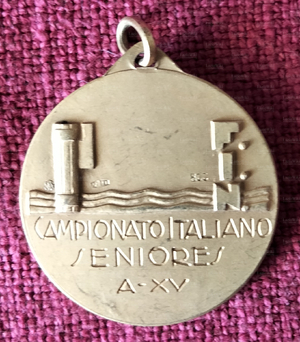 F.
I.
N.
CAMPIONATO ITALIANO
SENIORES
A-XV